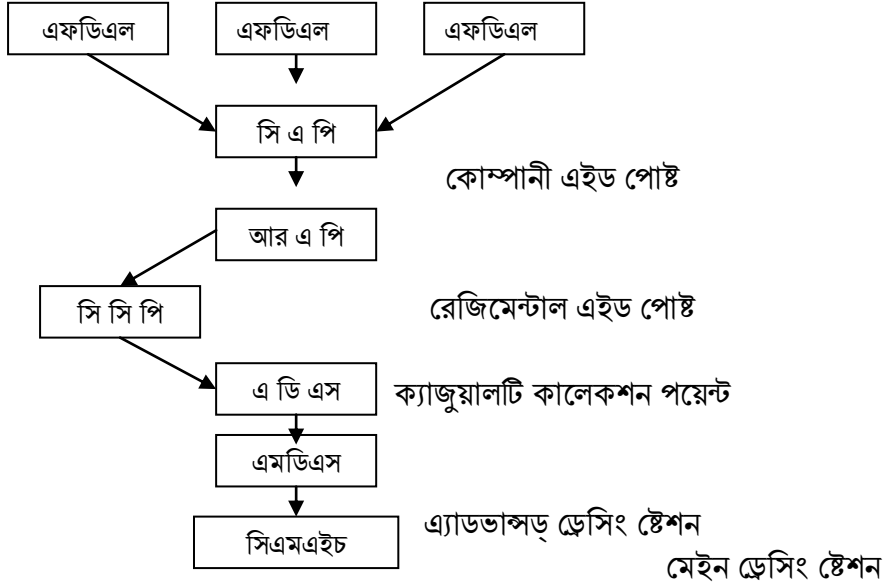 এফডিএল এফডিএল এফডিএল
সি এ পি
কোম্পানী এইড পোষ্ট
আর এ পি
সি সি পি
রেজিমেন্টাল এইড পোষ্ট
এ ডি এস
ক্যাজুয়ালটি কালেকশন পয়েন্ট
এমডিএস
সিএমএইচ
এ্যাডভান্সড্ ড্রেসিং ষ্টেশন
মেইন ড্রেসিং ষ্টেশন